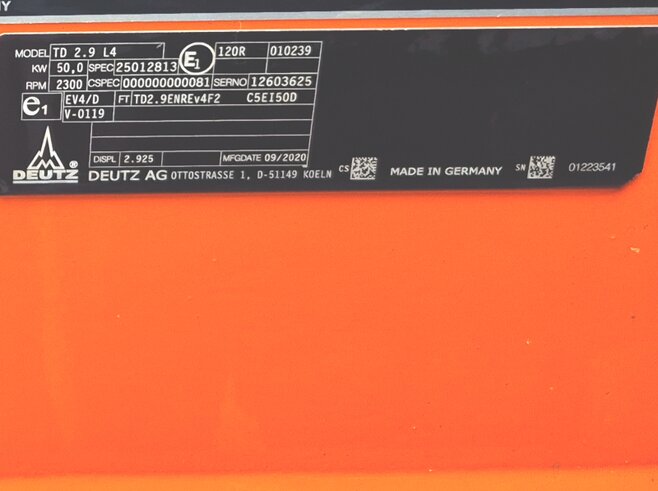 NY
MODEL TD 2.9 L4 E1 120R 010239
KW 50,0 SPEC 25012813
RPM 2300 CSPEC 000000000081 SERNO 12603625
e1 EV4/D FT TD2.9ENREv4F2 C5EI50D
V-0119
DISPL 2.925 MFGDATE 09/2020
DEUTZ ® DEUTZ AG OTTOSTRASSE 1, D-51149 KOELN CS MADE IN GERMANY SN 01223541